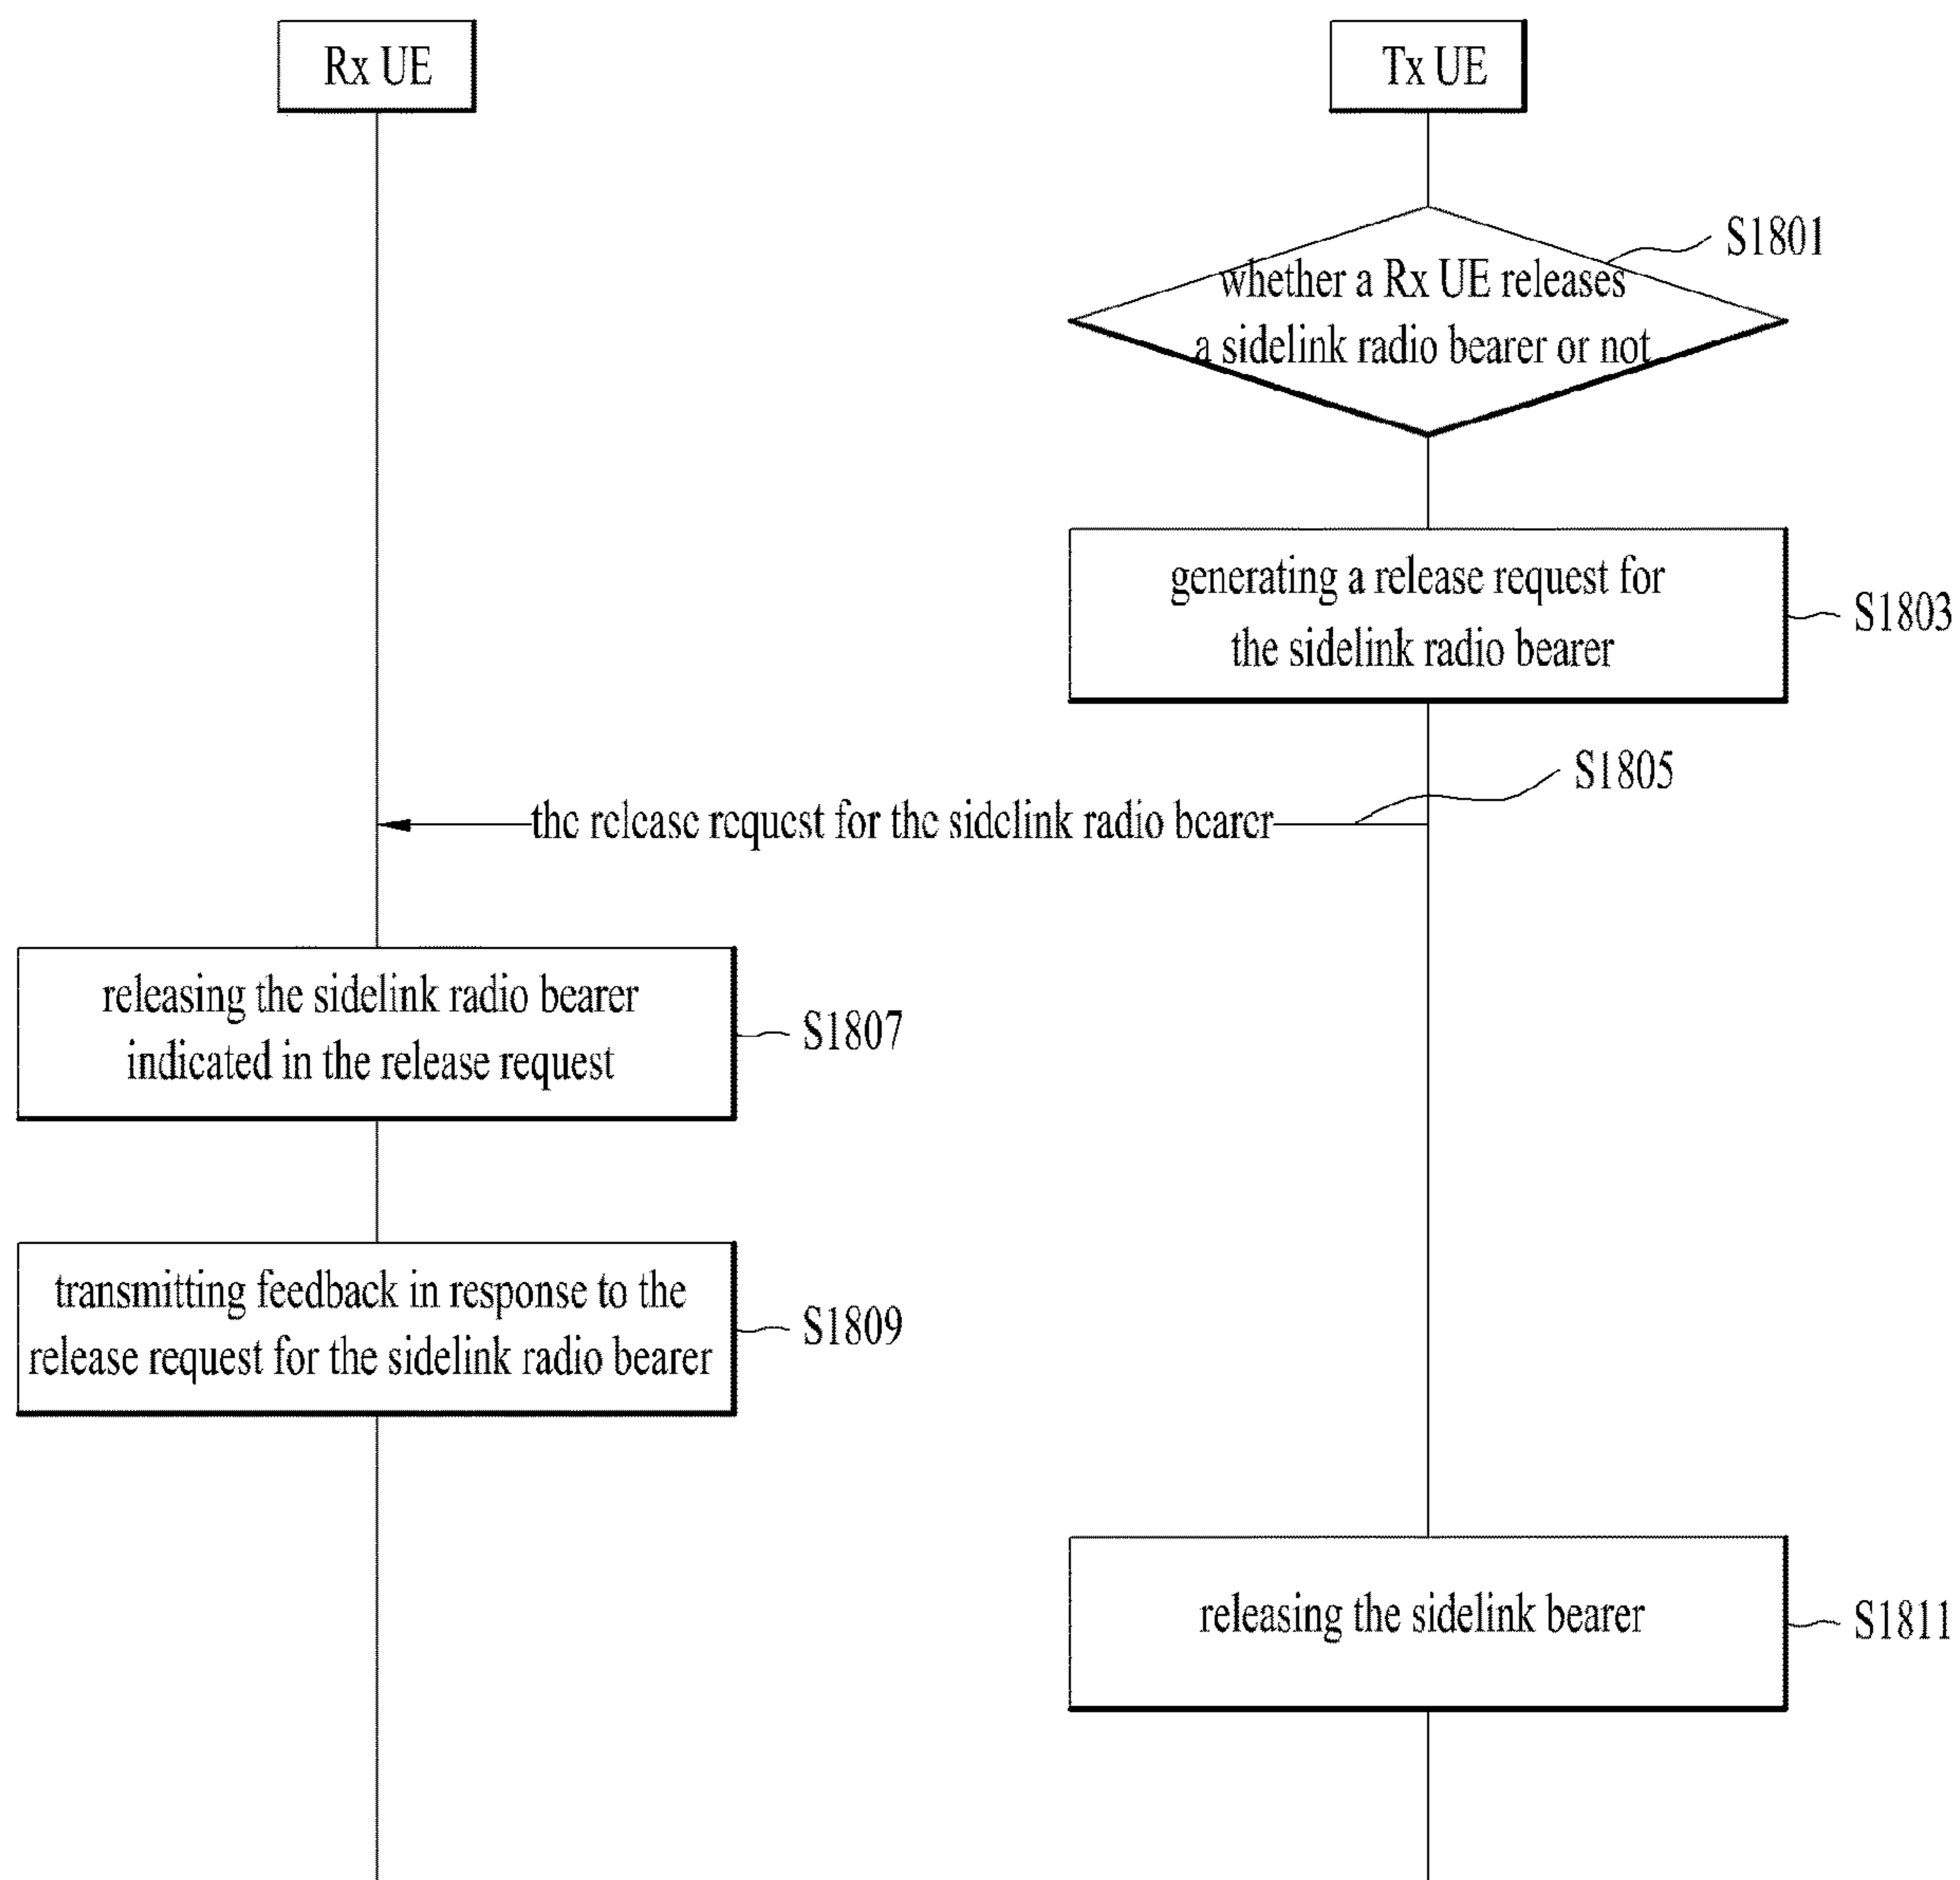 Rx UE
Tx UE
S1801
whether a Rx UE releases
a sidelink radio bearer or not
generating a release request for
the sidelink radio bearer
S1803
S1805
the release request for the sidelink radio bearer
releasing the sidelink radio bearer
indicated in the release request
S1807
transmitting feedback in response to the
release request for the sidelink radio bearer
S1809
releasing the sidelink bearer
S1811